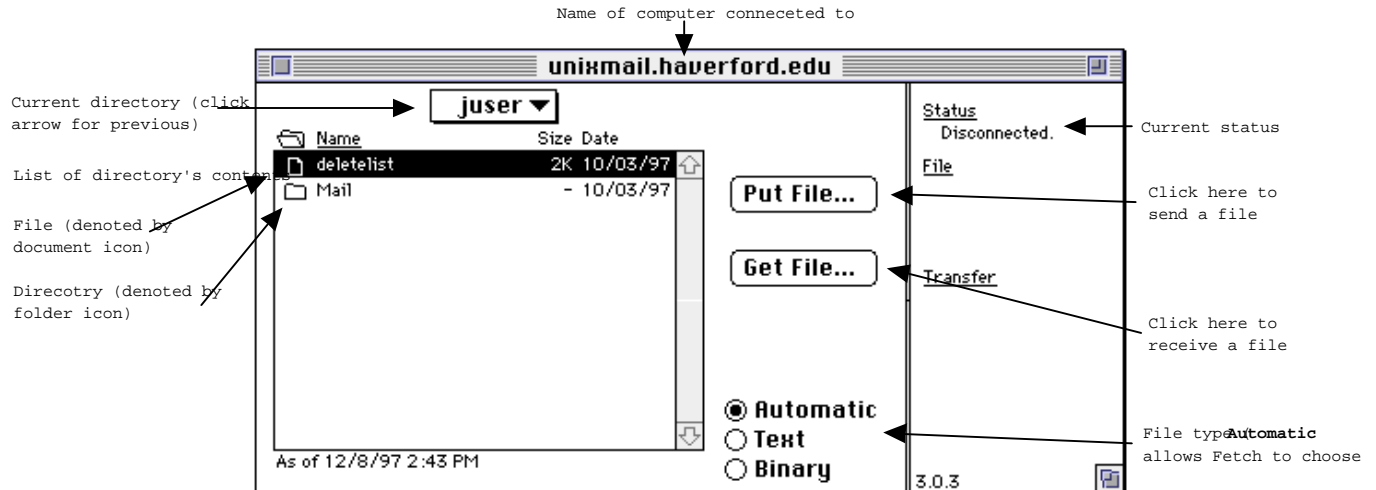 Name of computer conneceted to
unixmail.haverford.edu
Current directory (click
arrow for previous)
juser
Name Size Date
deletelist 2K 10/03/97
Mail - 10/03/97
List of directory's contents
File (denoted by
document icon)
Direcotry (denoted by
folder icon)
As of 12/8/97 2:43 PM
Put File...
Get File...
Automatic
Text
Binary
Status
Disconnected.
File
Transfer
3.0.3
Current status
Click here to
send a file
Click here to
receive a file
File type (Automatic
allows Fetch to choose